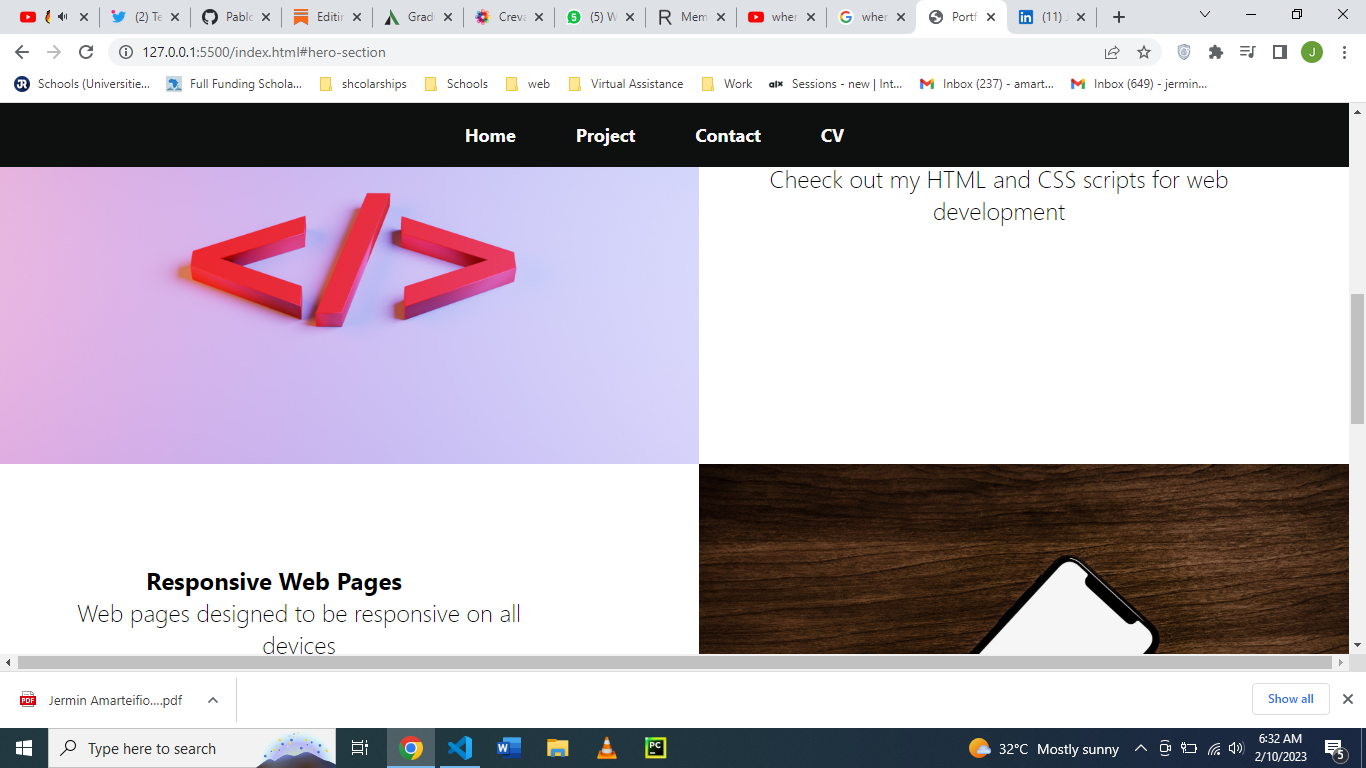 (2) Te
Pablo
Editin
Gradi
Creva
(5) W
Mem
wher
wher
Portf
(11)
127.0.0.1:5500/index.html#hero-section
J
Schools (Universitie...
Full Funding Schola...
shcolarships
Schools
web
Virtual Assistance
Work
Sessions - new | Int...
Inbox (237) - amart...
Inbox (649) - jermin...
Home Project Contact CV
Cheeck out my HTML and CSS scripts for web
development
Responsive Web Pages
Web pages designed to be responsive on all
devices
Jermin Amarteifio....pdf
Show all
Type here to search
32°C Mostly sunny
6:32 AM
2/10/2023
5